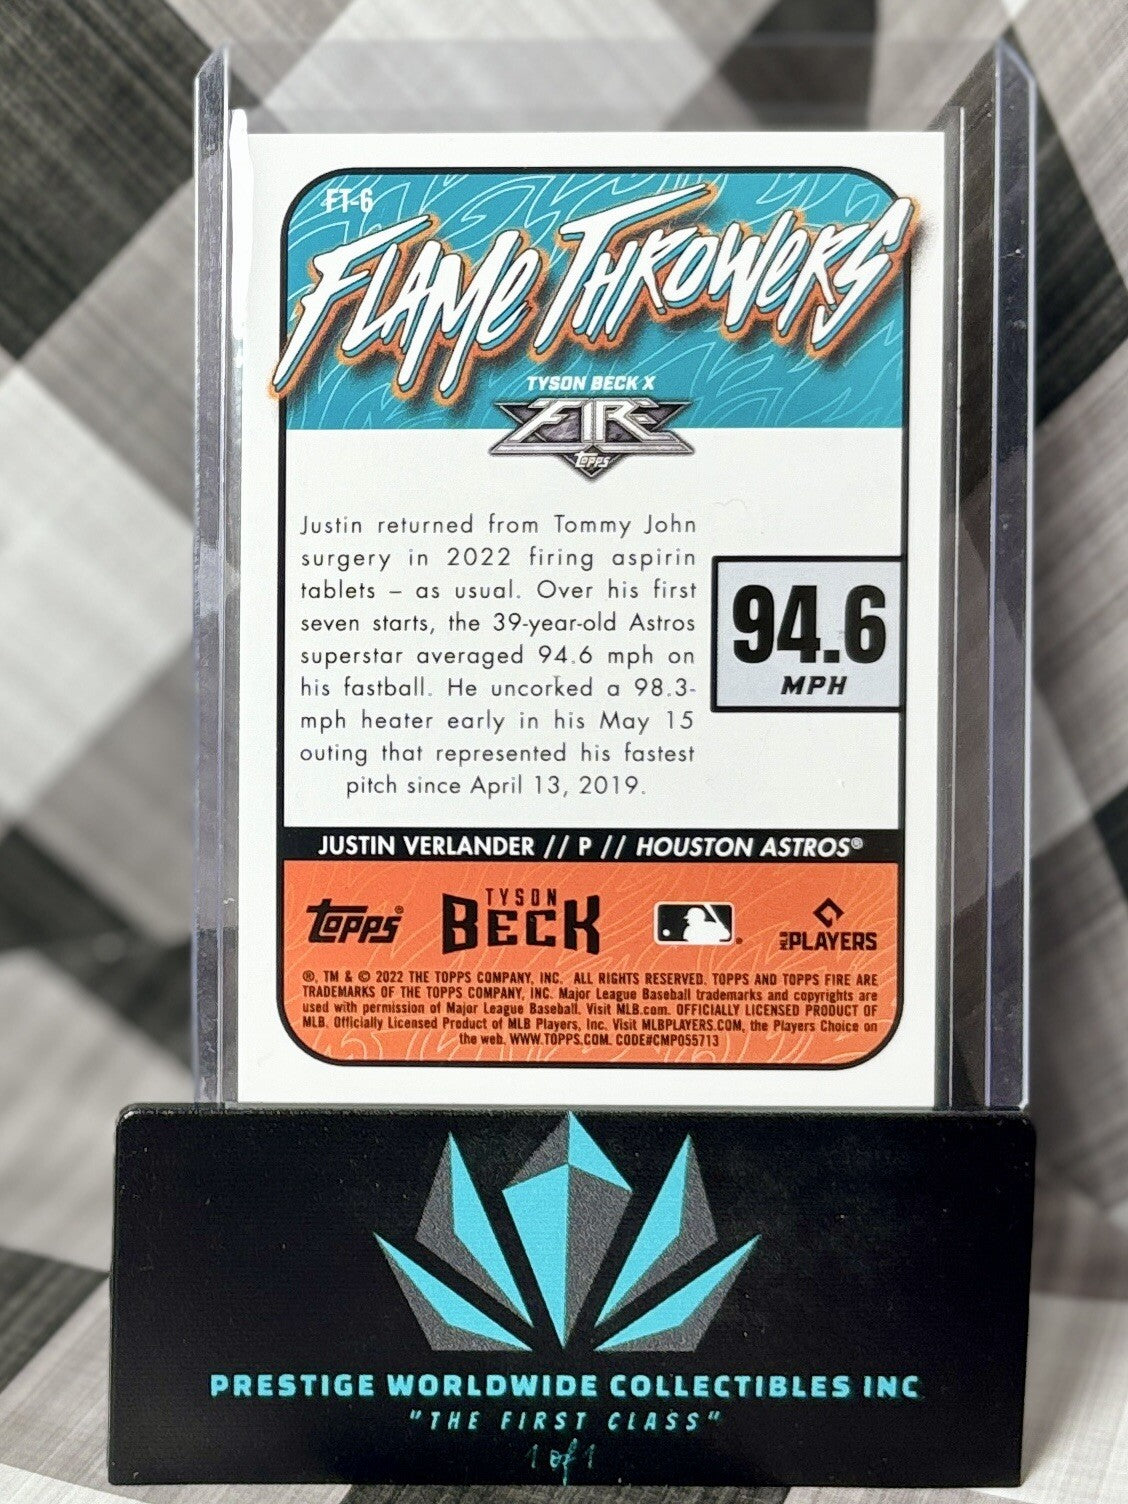 FT-6
FLAME THROWERS
TYSON BECK X
FIRE
TOPPS
Justin returned from Tommy John
surgery in 2022 firing aspirin
tablets – as usual. Over his first
seven starts, the 39-year-old Astros
superstar averaged 94.6 mph on
his fastball. He uncorked a 98.3-
mph heater early in his May 15
outing that represented his fastest
pitch since April 13, 2019.
94.6
MPH
JUSTIN VERLANDER // P // HOUSTON ASTROS®
TOPPS®
TYSON
BECK
MLB PLAYERS
®, TM & © 2022 THE TOPPS COMPANY, INC. ALL RIGHTS RESERVED. TOPPS AND TOPPS FIRE ARE
TRADEMARKS OF THE TOPPS COMPANY, INC. Major League Baseball trademarks and copyrights are
used with permission of Major League Baseball. Visit MLB.com. OFFICIALLY LICENSED PRODUCT OF
MLB. Officially Licensed Product of MLB Players, Inc. Visit MLBPLAYERS.COM, the Players Choice on
the web. WWW.TOPPS.COM. CODE#CMP055713
PRESTIGE WORLDWIDE COLLECTIBLES INC
"THE FIRST CLASS"
1 of 1